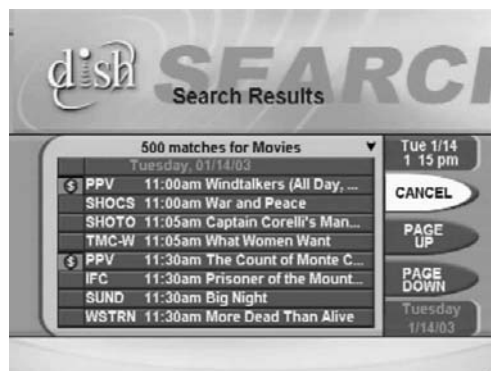 dish
SEARC
Search Results
500 matches for Movies
Tuesday, 01/14/03
$ PPV 11:00am Windtalkers (All Day, ...
SHOCS 11:00am War and Peace
SHOTO 11:05am Captain Corelli's Man...
TMC-W 11:05am What Women Want
$ PPV 11:30am The Count of Monte C...
IFC 11:30am Prisoner of the Mount...
SUND 11:30am Big Night
WSTRN 11:30am More Dead Than Alive
Tue 1/14
1 15 pm
CANCEL
PAGE
UP
PAGE
DOWN
Tuesday
1/14/03